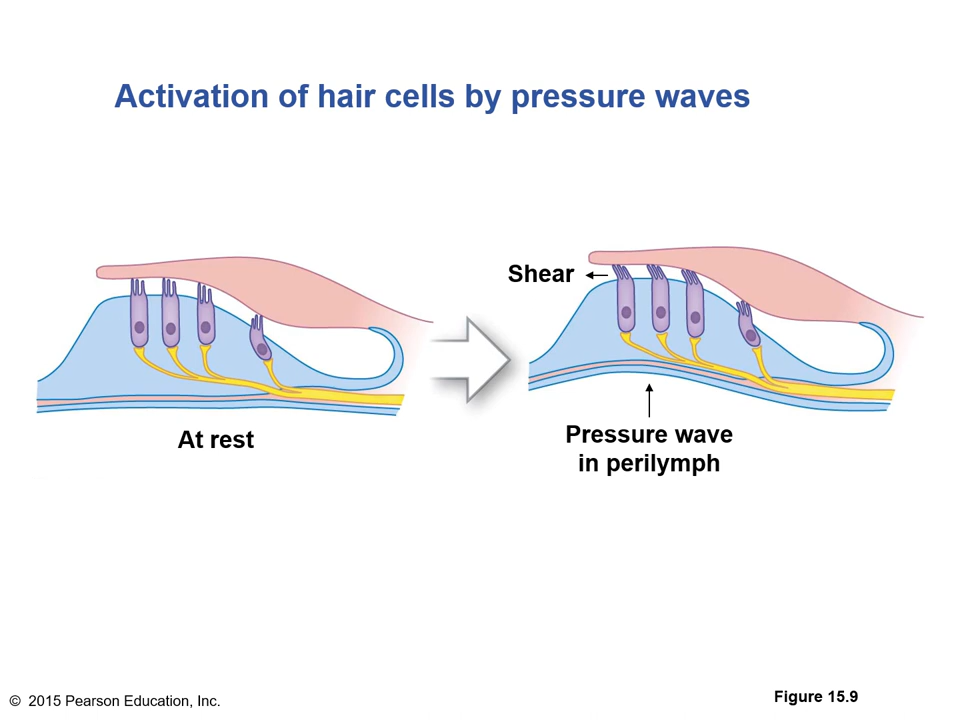 Activation of hair cells by pressure waves
Shear
At rest
Pressure wave
in perilymph
© 2015 Pearson Education, Inc.
Figure 15.9